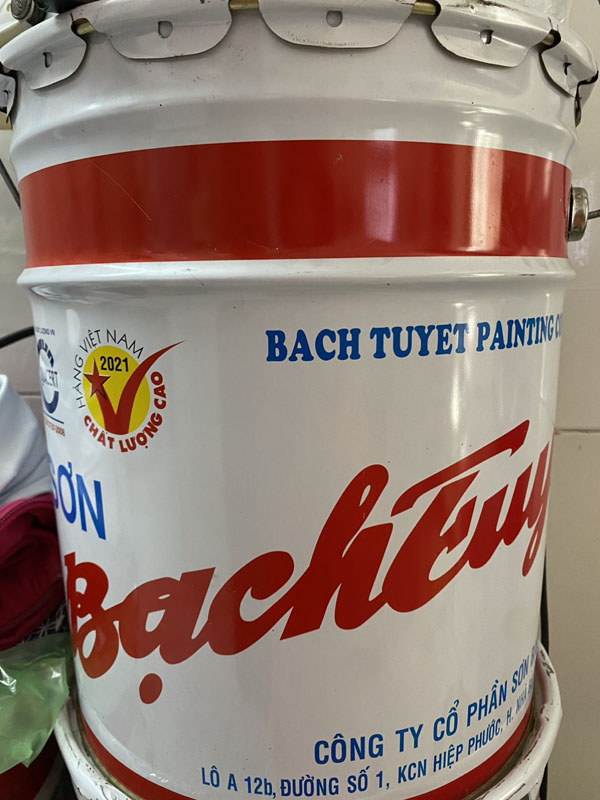 HÀNG VIỆT NAM
2021
CHẤT LƯỢNG CAO
BACH TUYET PAINTING
SƠN
Bạch Tuy
CÔNG TY CỔ PHẦN SƠN
LÔ A 12b, ĐƯỜNG SỐ 1, KCN HIỆP PHƯỚC, H. NHÀ